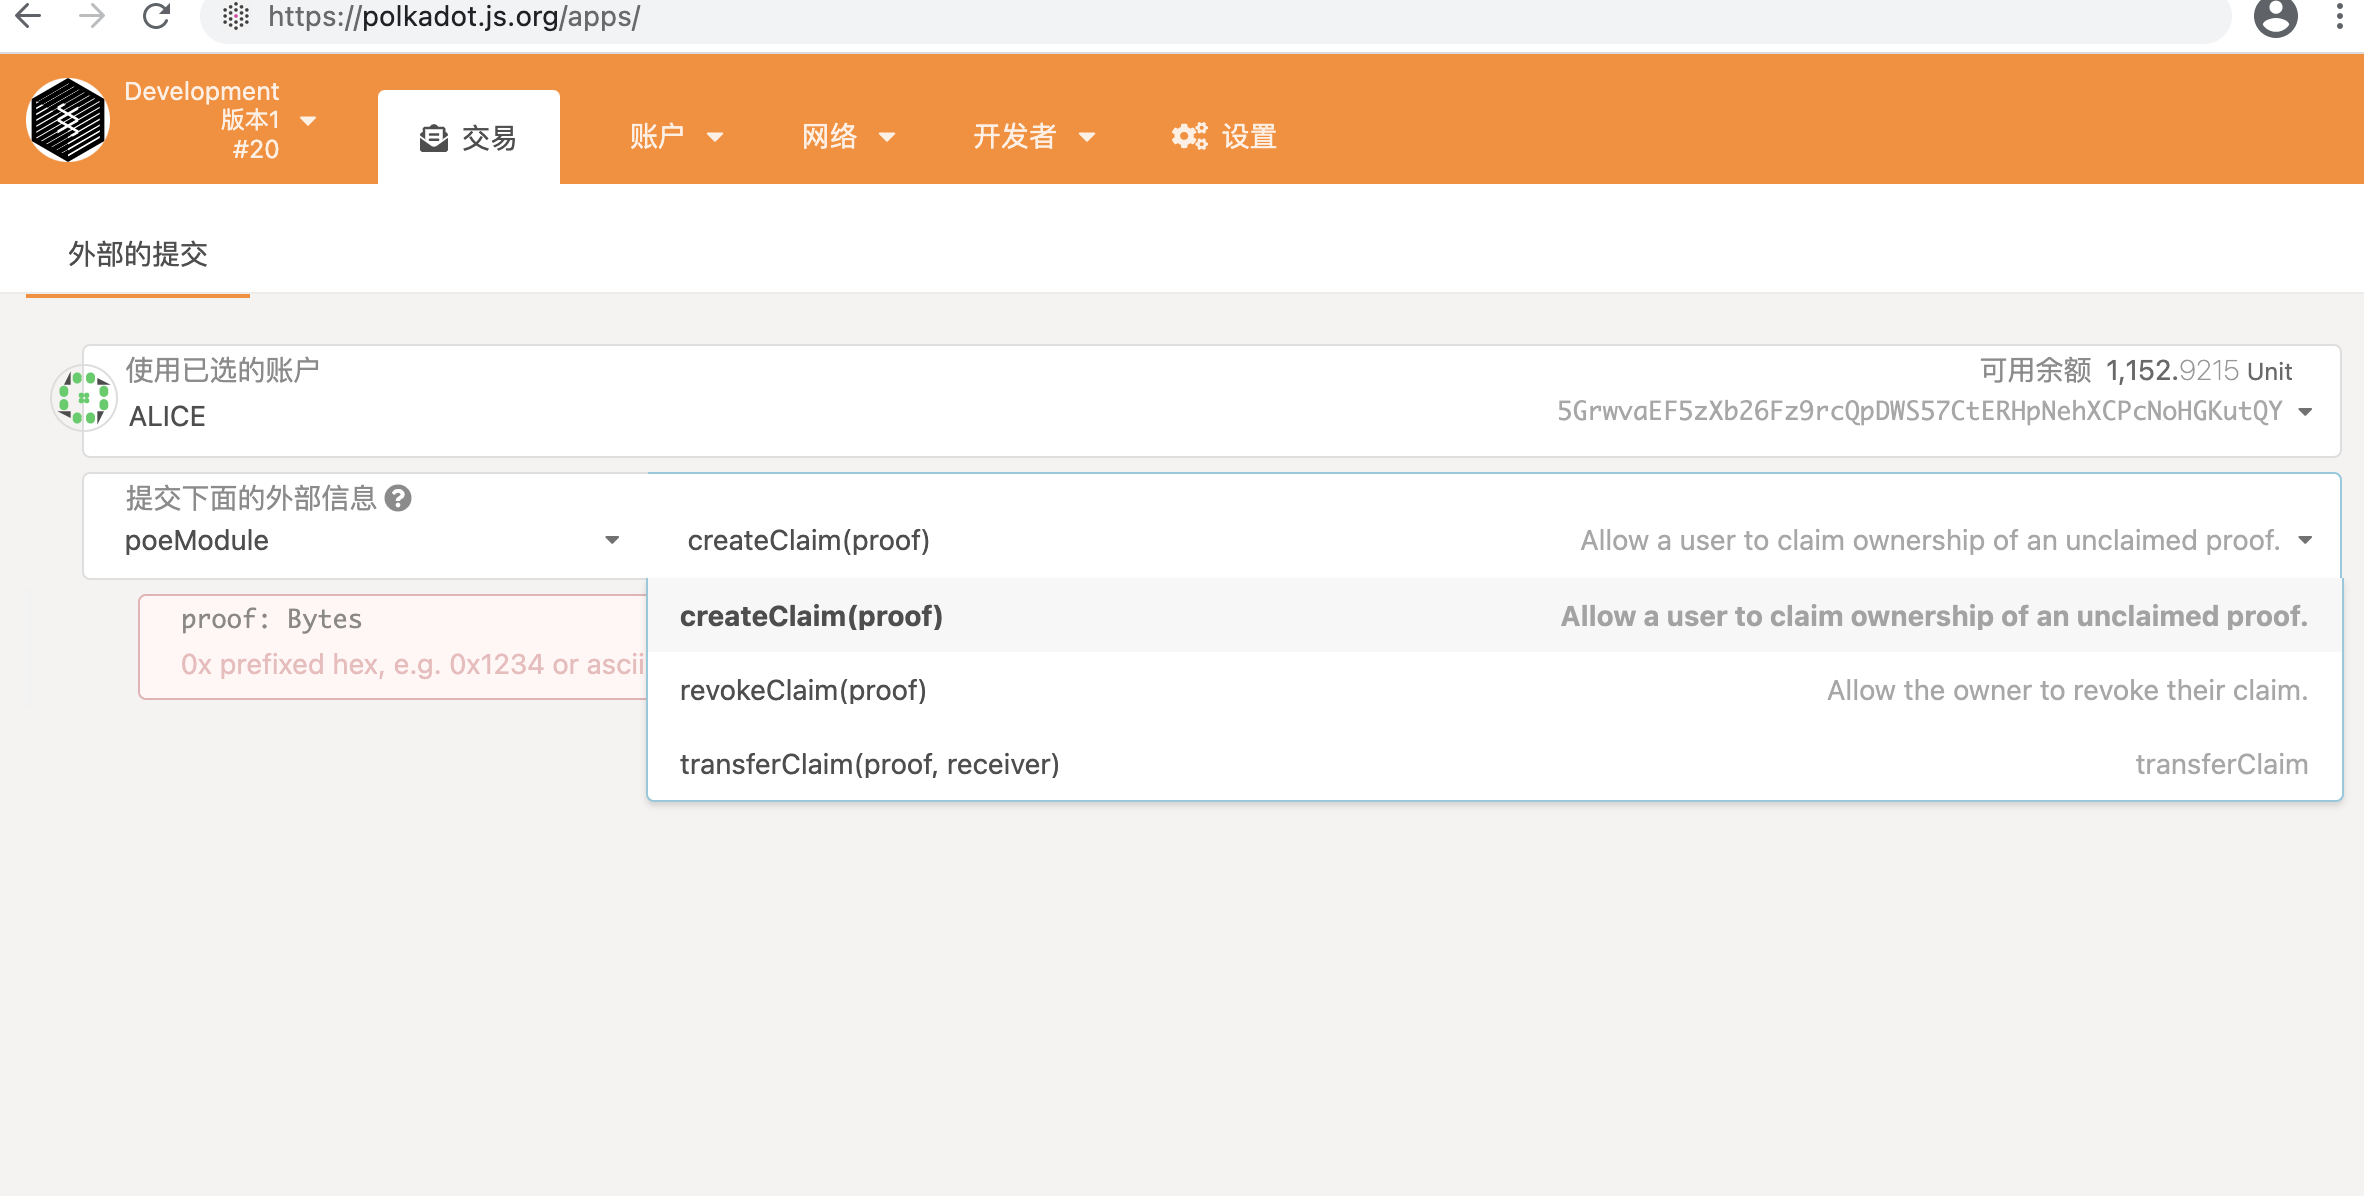 https://polkadot.js.org/apps/
Development
版本1
#20
交易
账户
网络
开发者
设置
外部的提交
使用已选的账户
ALICE
可用余额 1,152.9215 Unit
5GrwvaEF5zXb26Fz9rcQpDWS57CtERHpNehXCPcNoHGKutQY
提交下面的外部信息
poeModule
createClaim(proof)
Allow a user to claim ownership of an unclaimed proof.
proof: Bytes
0x prefixed hex, e.g. 0x1234 or ascii
createClaim(proof)
Allow a user to claim ownership of an unclaimed proof.
revokeClaim(proof)
Allow the owner to revoke their claim.
transferClaim(proof, receiver)
transferClaim